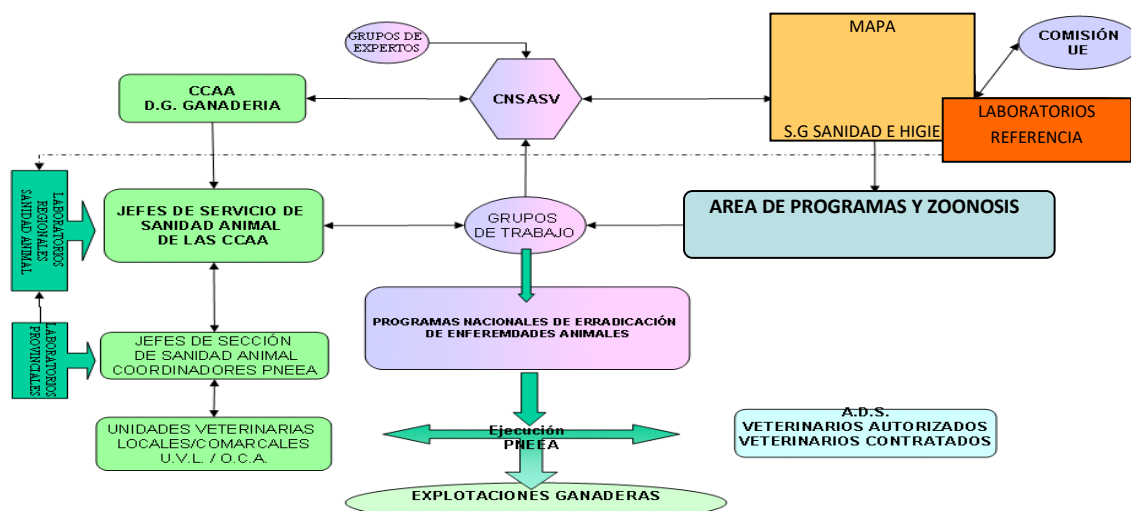 GRUPOS DE
EXPERTOS
MAPA
COMISIÓN
UE
CCAA
D.G. GANADERIA
CNSASV
S.G SANIDAD E HIGIE
LABORATORIOS
REFERENCIA
LABORATORIOS
REGIONALES
SANIDAD ANIMAL
JEFES DE SERVICIO DE
SANIDAD ANIMAL
DE LAS CCAA
GRUPOS
DE TRABAJO
AREA DE PROGRAMAS Y ZOONOSIS
PROGRAMAS NACIONALES DE ERRADICACIÓN
DE ENFEREMDADES ANIMALES
LABORATORIOS
PROVINCIALES
JEFES DE SECCIÓN
DE SANIDAD ANIMAL
COORDINADORES PNEEA
UNIDADES VETERINARIAS
LOCALES/COMARCALES
U.V.L. / O.C.A.
Ejecución
PNEEA
A.D.S.
VETERINARIOS AUTORIZADOS
VETERINARIOS CONTRATADOS
EXPLOTACIONES GANADERAS